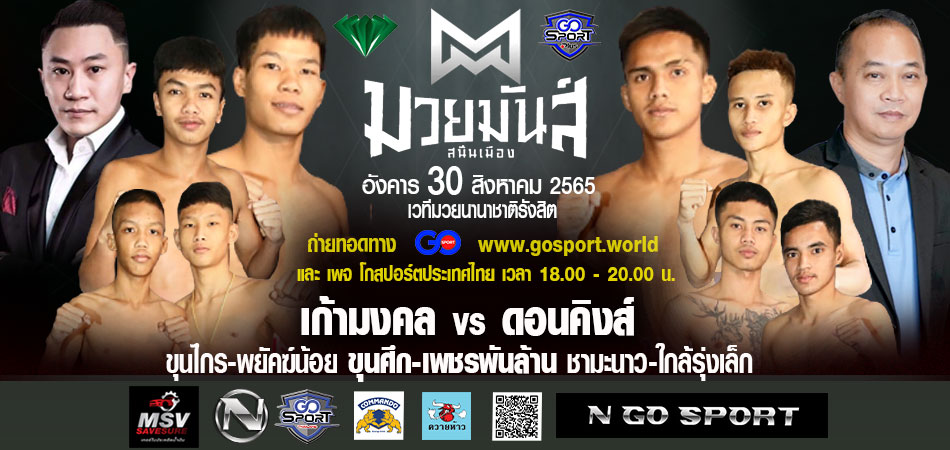 GO
SPORT
Plus
มวยมันส์
สนั่นเมือง
อังคาร 30 สิงหาคม 2565
เวทีมวยนานาชาติรังสิต
ถ่ายทอดทาง GO SPORT www.gosport.world
และ เพจ โกสปอร์ตประเทศไทย เวลา 18.00 - 20.00 น.
เก้ามงคล vs ดอนคิงส์
ขุนไกร-พยัคฆ์น้อย ขุนศึก-เพชรพันล้าน ชามะนาว-ใกล้รุ่งเล็ก
MSV
SAVESURE
N
GO
SPORT
COMMANDO
ควายห้าว
N GO SPORT